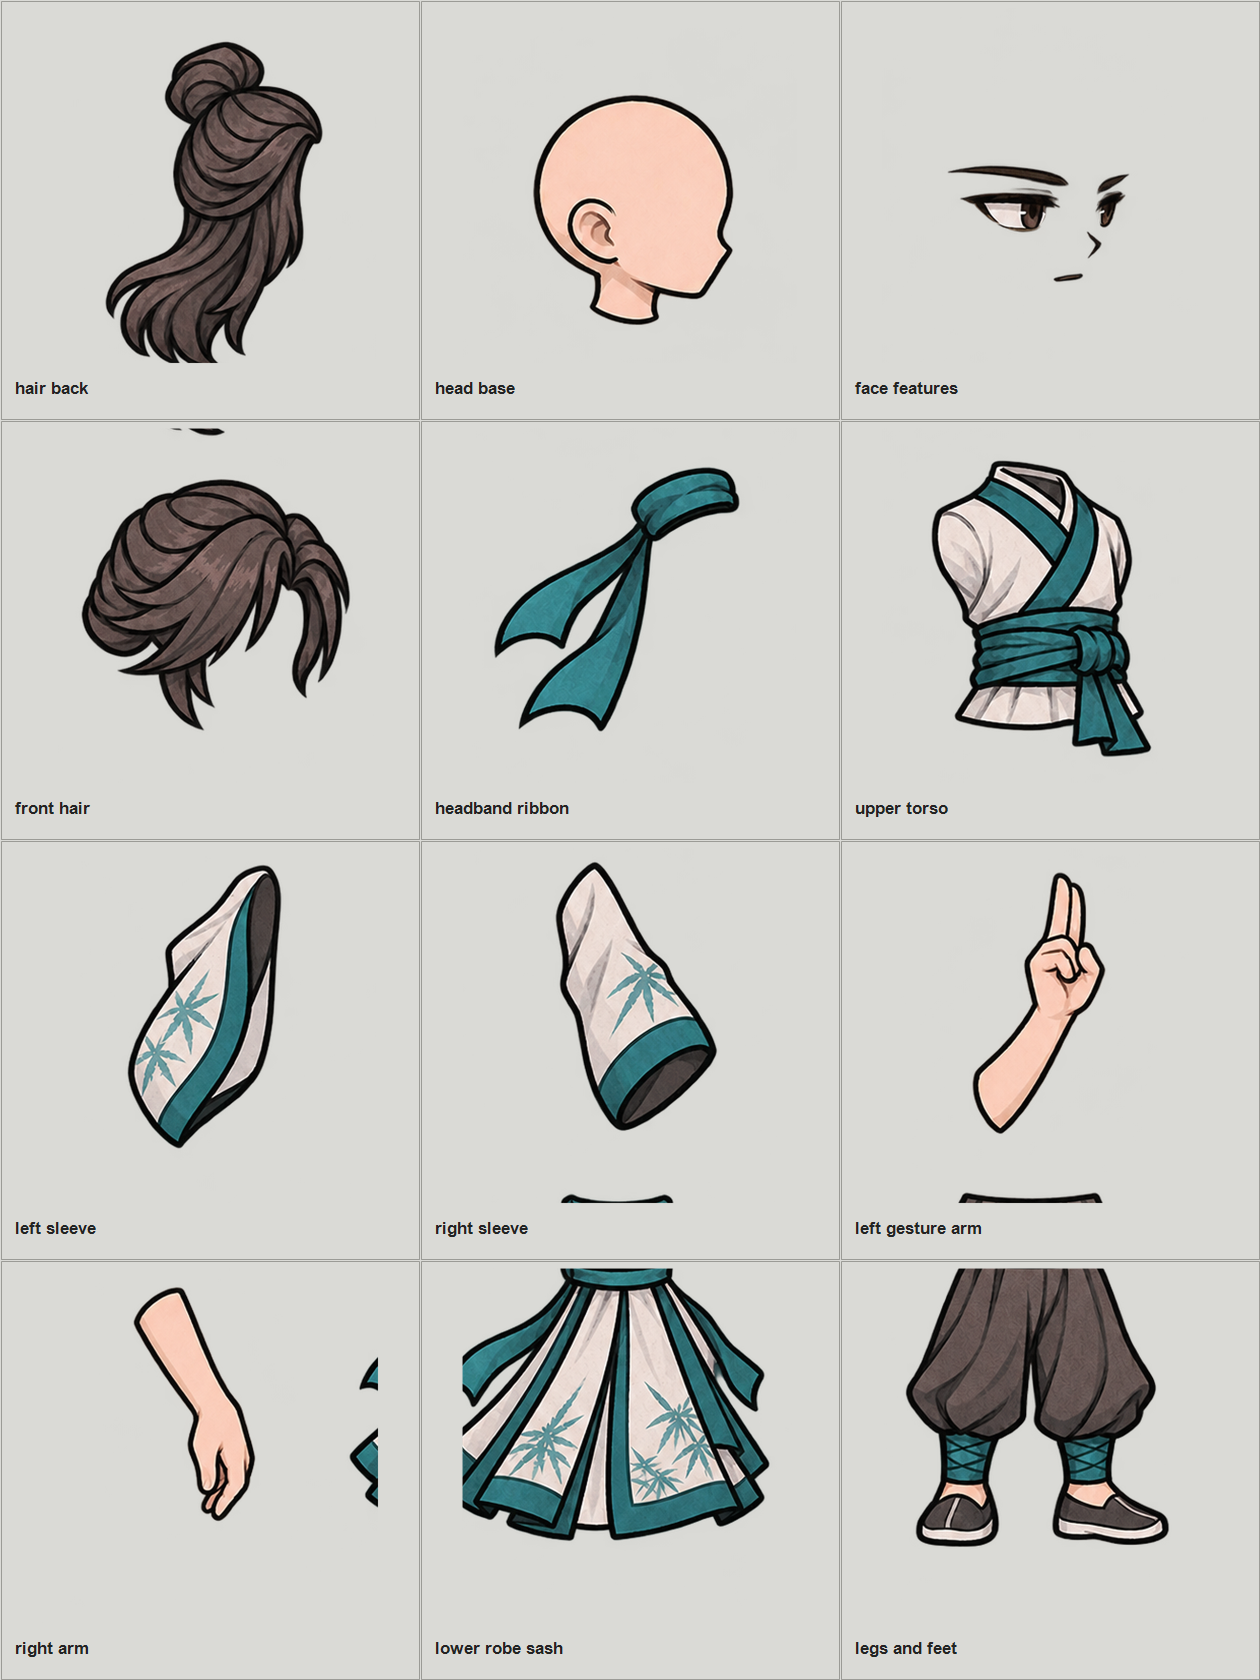 hair back
head base
face features
front hair
headband ribbon
upper torso
left sleeve
right sleeve
left gesture arm
right arm
lower robe sash
legs and feet